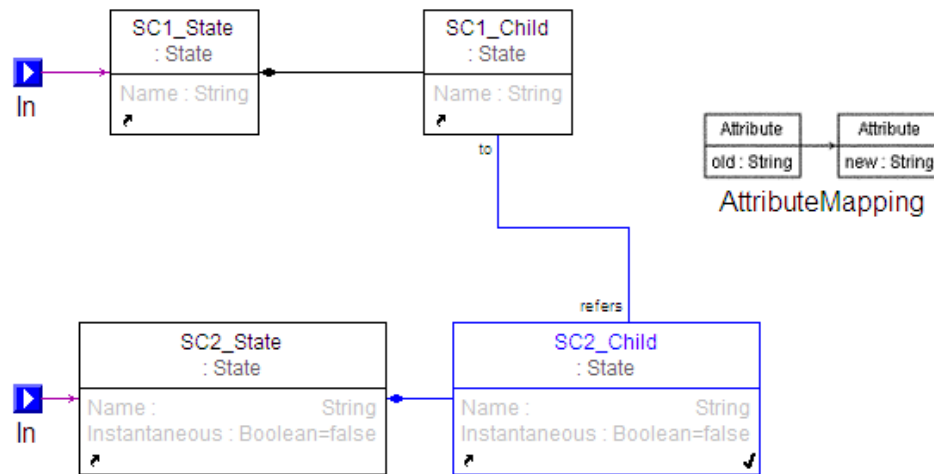 SC1_State
: State
Name : String
SC1_Child
: State
Name : String
In
to
Attribute
old : String
Attribute
new : String
AttributeMapping
refers
SC2_State
: State
Name : String
Instantaneous : Boolean=false
SC2_Child
: State
Name : String
Instantaneous : Boolean=false
In